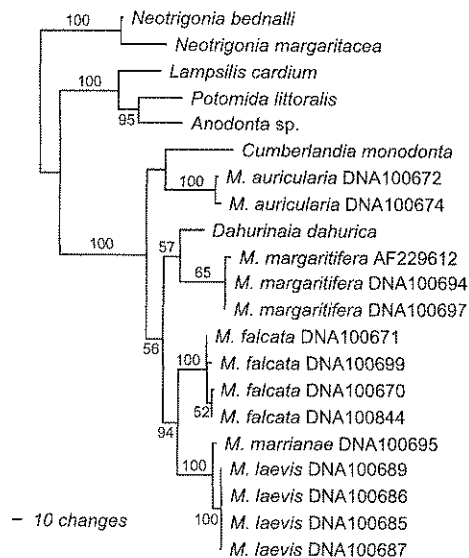 100
Neotrigonia bednalli
Neotrigonia margaritacea
100
Lampsilis cardium
Potomida littoralis
95
Anodonta sp.
Cumberlandia monodonta
100
M. auricularia DNA100672
M. auricularia DNA100674
100
57
Dahurinaia dahurica
65
M. margaritifera AF229612
M. margaritifera DNA100694
M. margaritifera DNA100697
56
M. falcata DNA100671
100
M. falcata DNA100699
M. falcata DNA100670
52
M. falcata DNA100844
94
M. marrianae DNA100695
100
M. laevis DNA100689
M. laevis DNA100686
100
M. laevis DNA100685
M. laevis DNA100687
10 changes